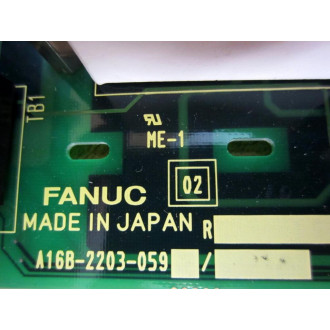 TB1
ME-1
02
FANUC
MADE IN JAPAN R
A16B-2203-059 /